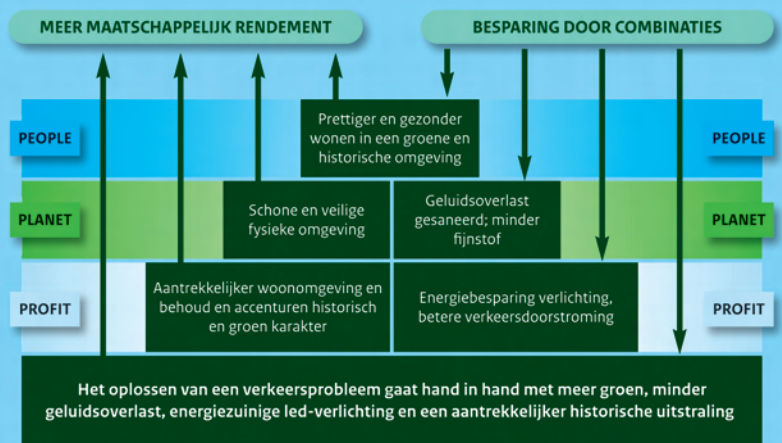 MEER MAATSCHAPPELIJK RENDEMENT
BESPARING DOOR COMBINATIES
PEOPLE
Prettiger en gezonder
wonen in een groene en
historische omgeving
PEOPLE
PLANET
Schone en veilige
fysieke omgeving
Geluidsoverlast
gesaneerd; minder
fijnstof
PLANET
PROFIT
Aantrekkelijker woonomgeving en
behoud en accenturen historisch
en groen karakter
Energiebesparing verlichting,
betere verkeersdoorstroming
PROFIT
Het oplossen van een verkeersprobleem gaat hand in hand met meer groen, minder
geluidsoverlast, energiezuinige led-verlichting en een aantrekkelijker historische uitstraling